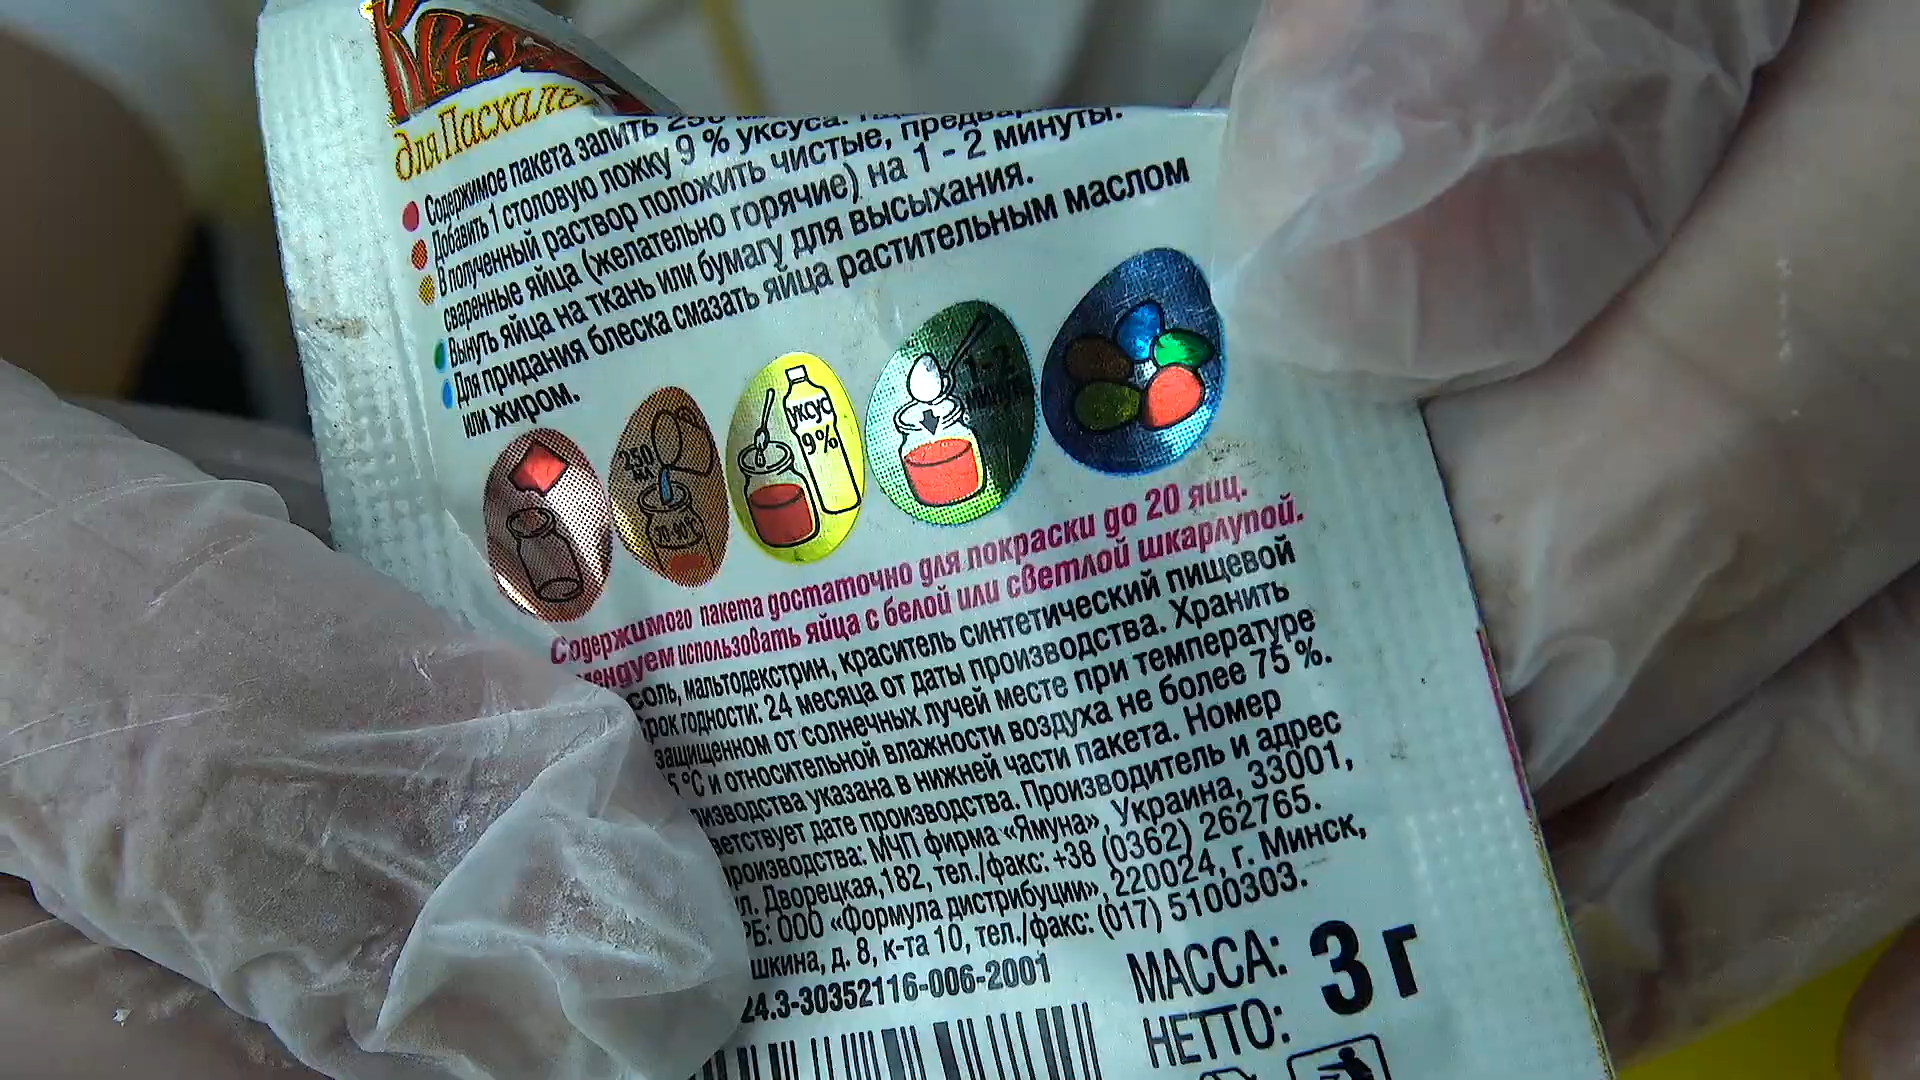 для Пасхаль
Содержимое пакета залить 250
Добавить 1 столовую ложку 9 % уксуса.
В полученный раствор положить чистые,
сваренные яйца (желательно горячие) на 1 - 2 минуты.
Вынуть яйца на ткань или бумагу для высыхания.
Для придания блеска смазать яйца растительным маслом
или жиром.
250
мл
уксус
9%
1-2
Содержимого пакета достаточно для покраски до 20 яиц.
ендуем использовать яйца с белой или светлой шкарлупой.
соль, мальтодекстрин, краситель синтетический пищевой
рок годности: 24 месяца от даты производства. Хранить
защищенном от солнечных лучей месте при температуре
5 °С и относительной влажности воздуха не более 75 %.
изводства указана в нижней части пакета. Номер
ветствует дате производства. Производитель и адрес
производства: МЧП фирма «Ямуна», Украина, 33001,
ул. Дворецкая,182, тел./факс: +38 (0362) 262765.
РБ: ООО «Формула дистрибуции», 220024, г. Минск,
шкина, д. 8, к-та 10, тел./факс: (017) 5100303.
24.3-30352116-006-2001
МАССА: 3 г
НЕТТО: